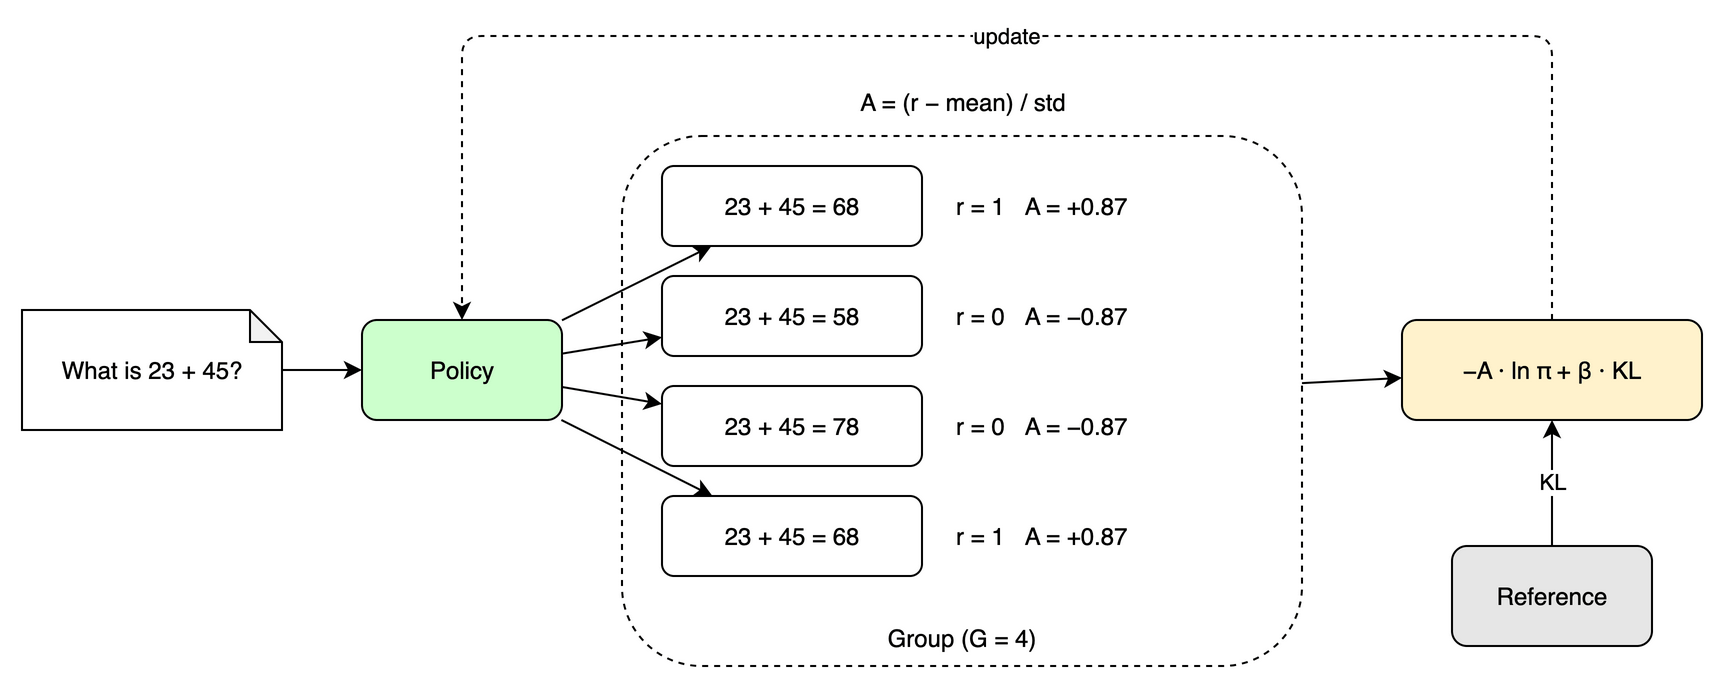 update
A = (r − mean) / std
What is 23 + 45?
Policy
23 + 45 = 68 r = 1 A = +0.87
23 + 45 = 58 r = 0 A = −0.87
23 + 45 = 78 r = 0 A = −0.87
23 + 45 = 68 r = 1 A = +0.87
Group (G = 4)
−A · ln π + β · KL
KL
Reference